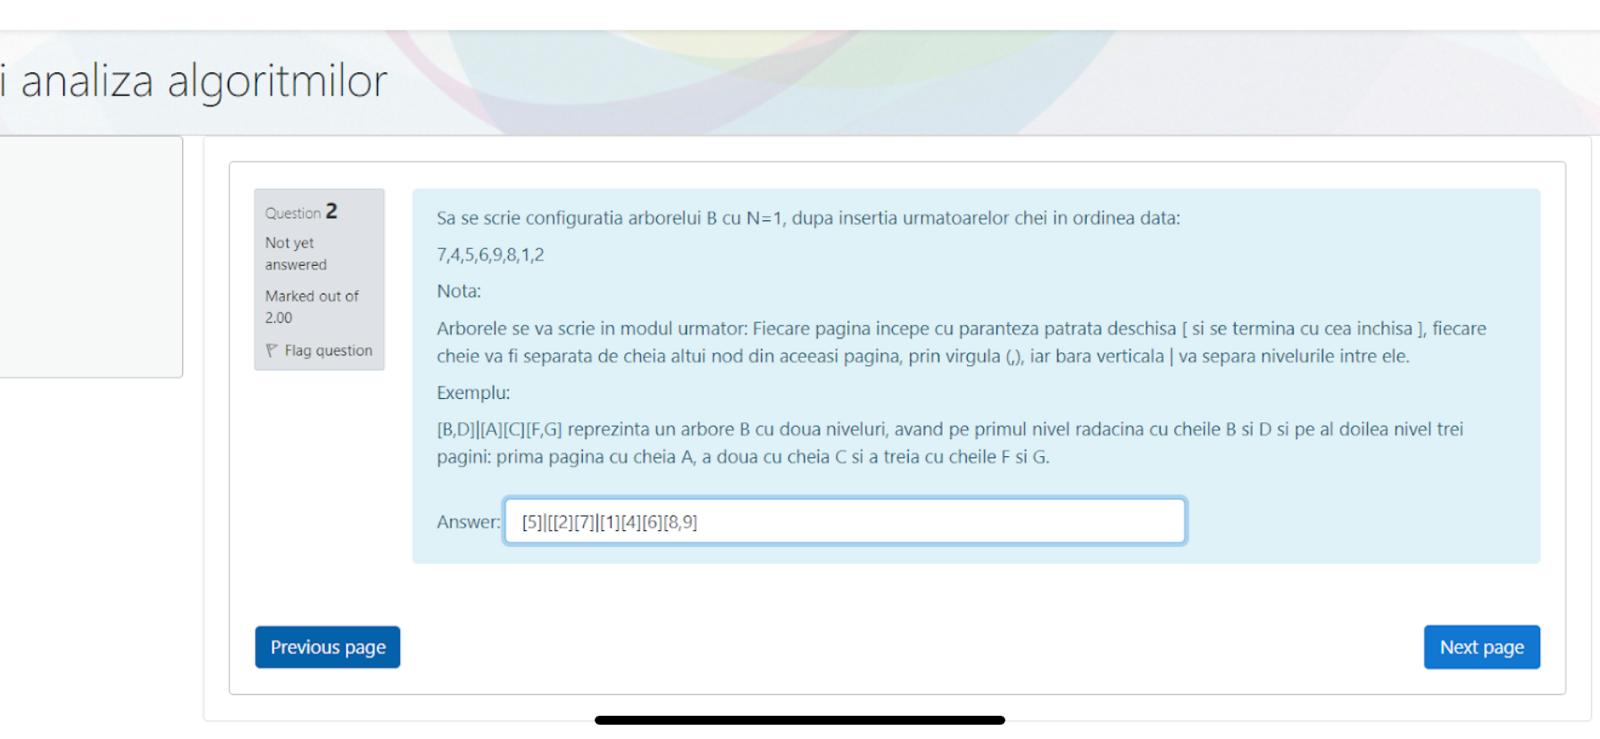 i analiza algoritmilor
Question 2
Not yet
answered
Marked out of
2.00
Flag question
Sa se scrie configuratia arborelui B cu N=1, dupa insertia urmatoarelor chei in ordinea data:
7,4,5,6,9,8,1,2
Nota:
Arborele se va scrie in modul urmator: Fiecare pagina incepe cu paranteza patrata deschisa [ si se termina cu cea inchisa ], fiecare
cheie va fi separata de cheia altui nod din aceeasi pagina, prin virgula (,), iar bara verticala | va separa nivelurile intre ele.
Exemplu:
[B,D]|[A][C][F,G] reprezinta un arbore B cu doua niveluri, avand pe primul nivel radacina cu cheile B si D si pe al doilea nivel trei
pagini: prima pagina cu cheia A, a doua cu cheia C si a treia cu cheile F si G.
Answer: [5]|[[2][7]|[1][4][6][8,9]
Previous page
Next page